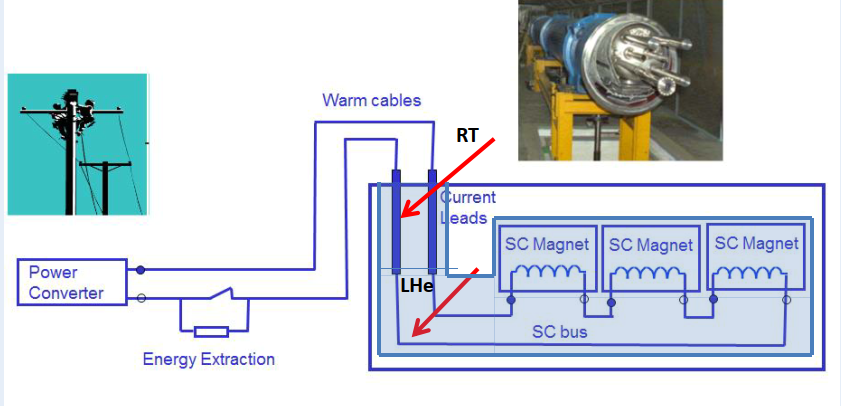 Warm cables
RT
Current
Leads
SC Magnet
SC Magnet
SC Magnet
Power
Converter
LHe
SC bus
Energy Extraction